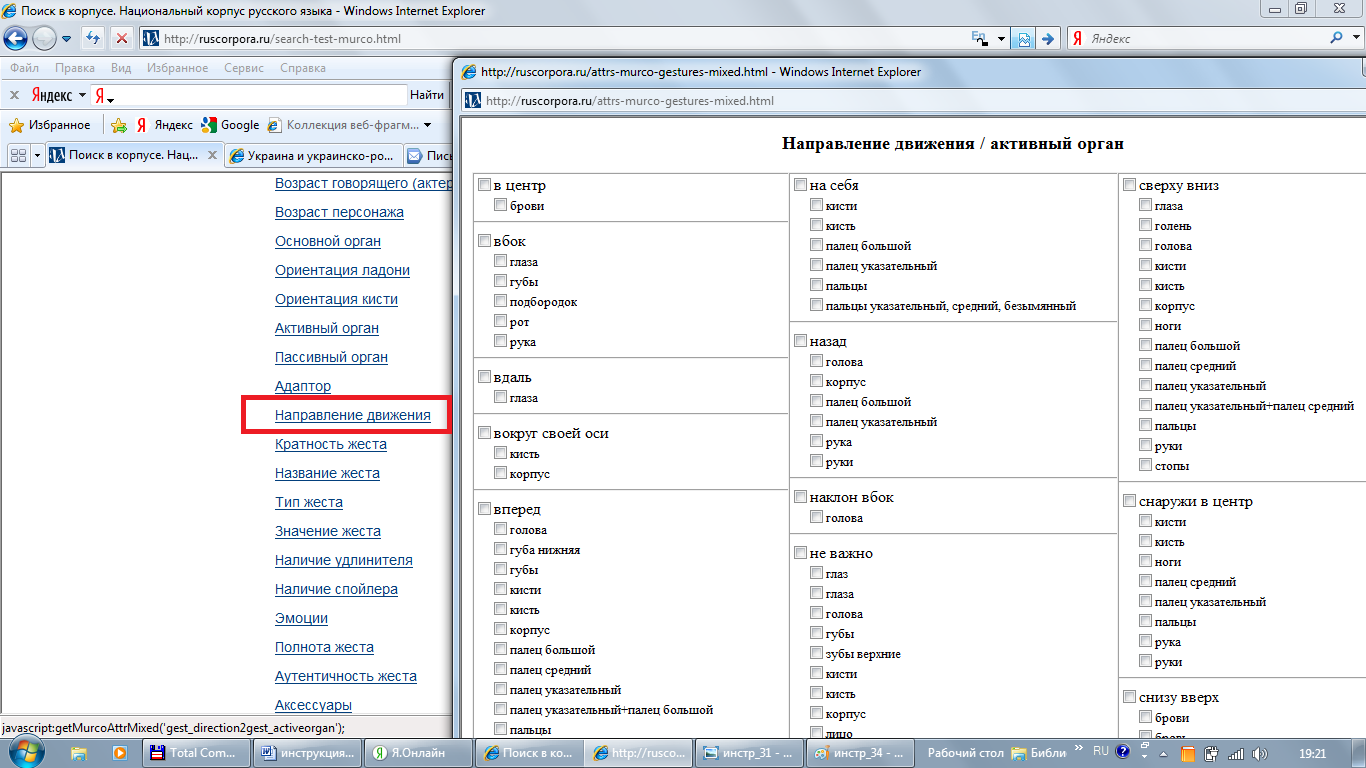 Поиск в корпусе. Национальный корпус русского языка - Windows Internet Explorer
http://ruscorpora.ru/search-test-murco.html
En
Я Яндекс
Файл Правка Вид Избранное Сервис Справка
x Яндекс Я Найти
Избранное Я Яндекс Google Коллекция веб-фрагм...
Поиск в корпусе. Нац... x Украина и украинско-ро... Пись
Возраст говорящего (актер
Возраст персонажа
Основной орган
Ориентация ладони
Ориентация кисти
Активный орган
Пассивный орган
Адаптор
Направление движения
Кратность жеста
Название жеста
Тип жеста
Значение жеста
Наличие удлинителя
Наличие спойлера
Эмоции
Полнота жеста
Аутентичность жеста
Аксессуары
javascript:getMurcoAttrMixed('gest_direction2gest_activeorgan');
http://ruscorpora.ru/attrs-murco-gestures-mixed.html - Windows Internet Explorer
http://ruscorpora.ru/attrs-murco-gestures-mixed.html
Направление движения / активный орган
в центр
брови
вбок
глаза
губы
подбородок
рот
рука
вдаль
глаза
вокруг своей оси
кисть
корпус
вперед
голова
губа нижняя
губы
кисти
кисть
корпус
палец большой
палец средний
палец указательный
палец указательный+палец большой
пальцы
на себя
кисти
кисть
палец большой
палец указательный
пальцы
пальцы указательный, средний, безымянный
назад
голова
корпус
палец большой
палец указательный
рука
руки
наклон вбок
голова
не важно
глаз
глаза
голова
губы
зубы верхние
кисти
кисть
корпус
лицо
сверху вниз
глаза
голень
голова
кисти
кисть
корпус
ноги
палец большой
палец средний
палец указательный
палец указательный+палец средний
пальцы
руки
стопы
снаружи в центр
кисти
кисть
ноги
палец средний
палец указательный
пальцы
рука
руки
снизу вверх
брови
Total Com... инструкция... Я.Онлайн Поиск в ко... http://rusco... инстр_31 - ... инстр_34 - ... Рабочий стол Библи » RU 19:21